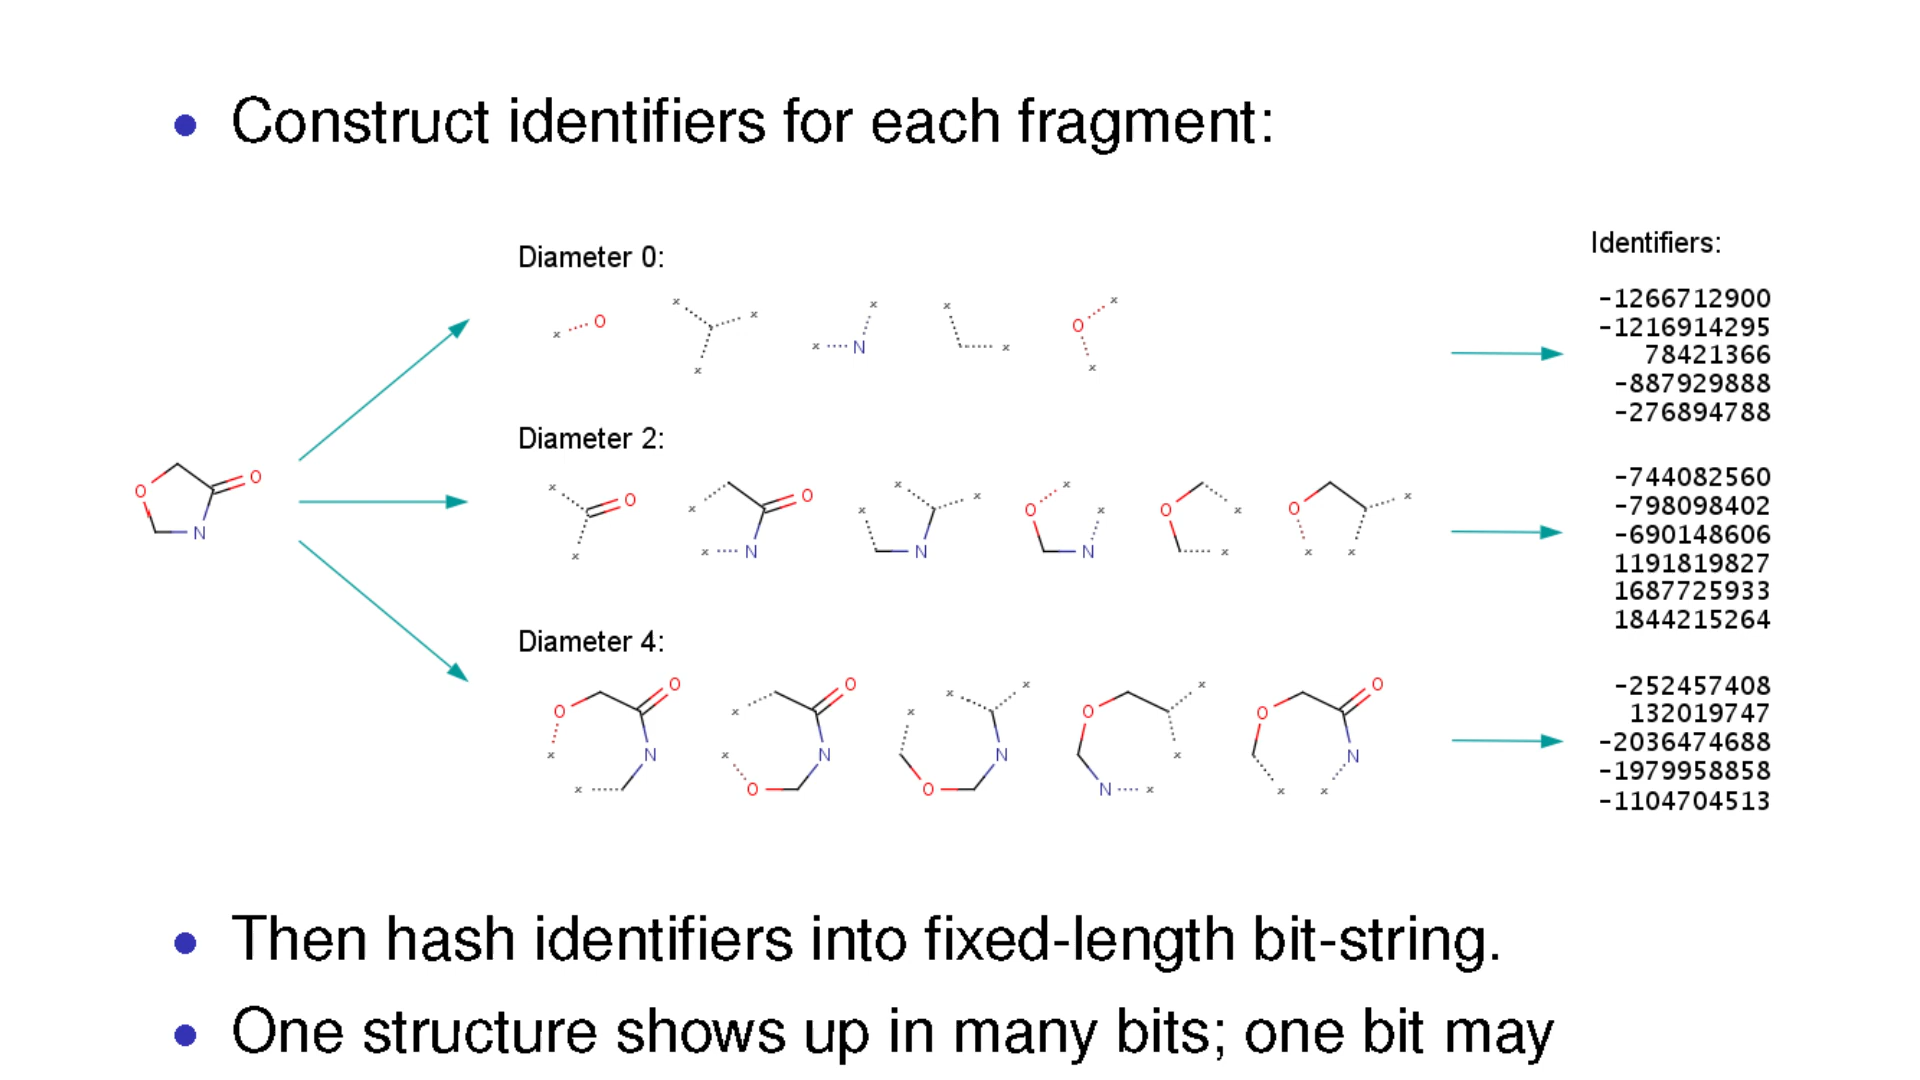 • Construct identifiers for each fragment:
Identifiers:
Diameter 0:
x O x x x x N x x x O x x
-1266712900
-1216914295
78421366
-887929888
-276894788
Diameter 2:
O O N
x x O x O x N x x x N x O x N x O x x O x x x
-744082560
-798098402
-690148606
1191819827
1687725933
1844215264
Diameter 4:
O x N x O x x O N x x x N O x O x x N x O O N x x
-252457408
132019747
-2036474688
-1979958858
-1104704513
• Then hash identifiers into fixed-length bit-string.
• One structure shows up in many bits; one bit may